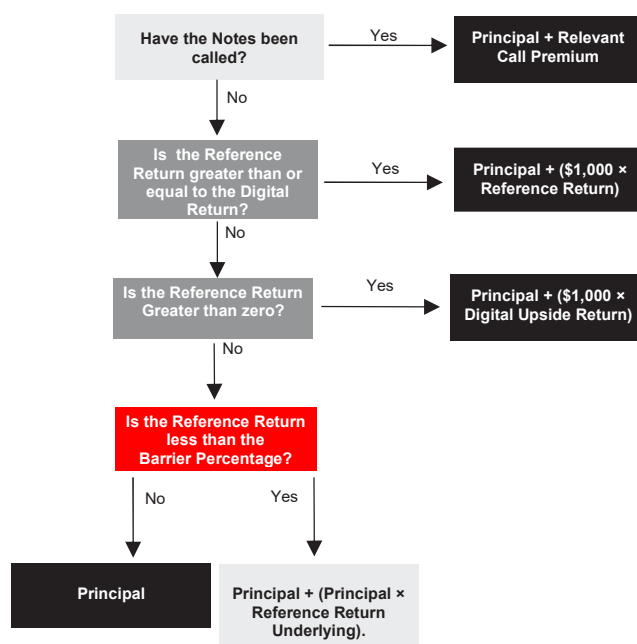 Have the Notes been
called?
Yes
Principal + Relevant
Call Premium
No
Is the Reference
Return greater than or
equal to the Digital
Return?
Yes
Principal + ($1,000 ×
Reference Return)
No
Is the Reference Return
Greater than zero?
Yes
Principal + ($1,000 ×
Digital Upside Return)
No
Is the Reference Return
less than the
Barrier Percentage?
No
Yes
Principal
Principal + (Principal ×
Reference Return
Underlying).